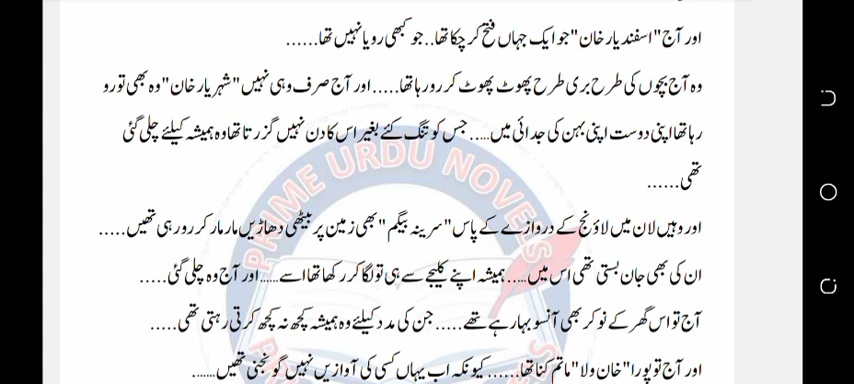 اور آج "اسفند یار خان" جو ایک جہاں فتح کر چکا تھا.. جو کبھی رویا نہیں تھا......
وہ آج بچوں کی طرح بری طرح پھوٹ پھوٹ کر رو رہا تھا..... اور آج صرف وہی نہیں "شہریار خان" وہ بھی تو رو
رہا تھا اپنی دوست اپنی بہن کی جدائی میں..... جس کو تنگ کئے بغیر اس کا دن نہیں گزرتا تھا وہ ہمیشہ کیلئے چلی گئی
تھی......
اور وہیں لان میں لاؤنج کے دروازے کے پاس "سرینہ بیگم" بھی زمین پر بیٹھی دھاڑیں مار مار کر رو رہی تھیں.....
ان کی بھی جان بستی تھی اس میں..... ہمیشہ اپنے کلیجے سے ہی تو لگا کر رکھا تھا اسے...... اور آج وہ چلی گئی.....
آج تو اس گھر کے نوکر بھی آنسو بہا رہے تھے..... جن کی مدد کیلئے وہ ہمیشہ کچھ نہ کچھ کرتی رہتی تھی.....
اور آج تو پورا "خان ولا" ماتم کناں تھا...... کیونکہ اب یہاں کسی کی آوازیں نہیں گونجنی تھیں.......
PRIME URDU NOVELS